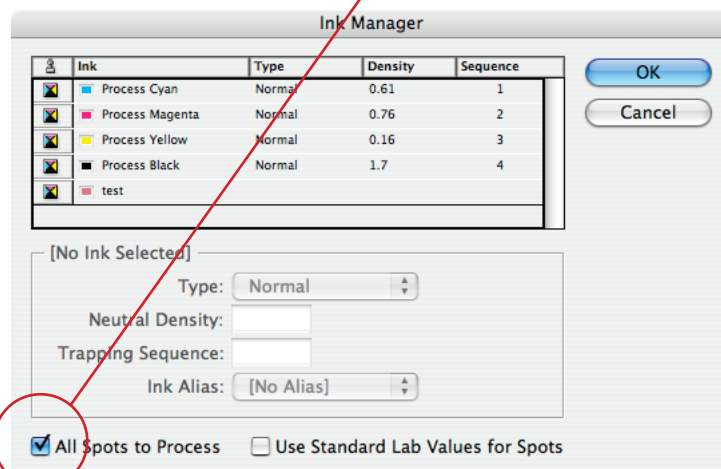 Ink Manager
Ink Type Density Sequence
Process Cyan Normal 0.61 1
Process Magenta Normal 0.76 2
Process Yellow Normal 0.16 3
Process Black Normal 1.7 4
test
OK
Cancel
[No Ink Selected]
Type: Normal
Neutral Density:
Trapping Sequence:
Ink Alias: [No Alias]
All Spots to Process Use Standard Lab Values for Spots